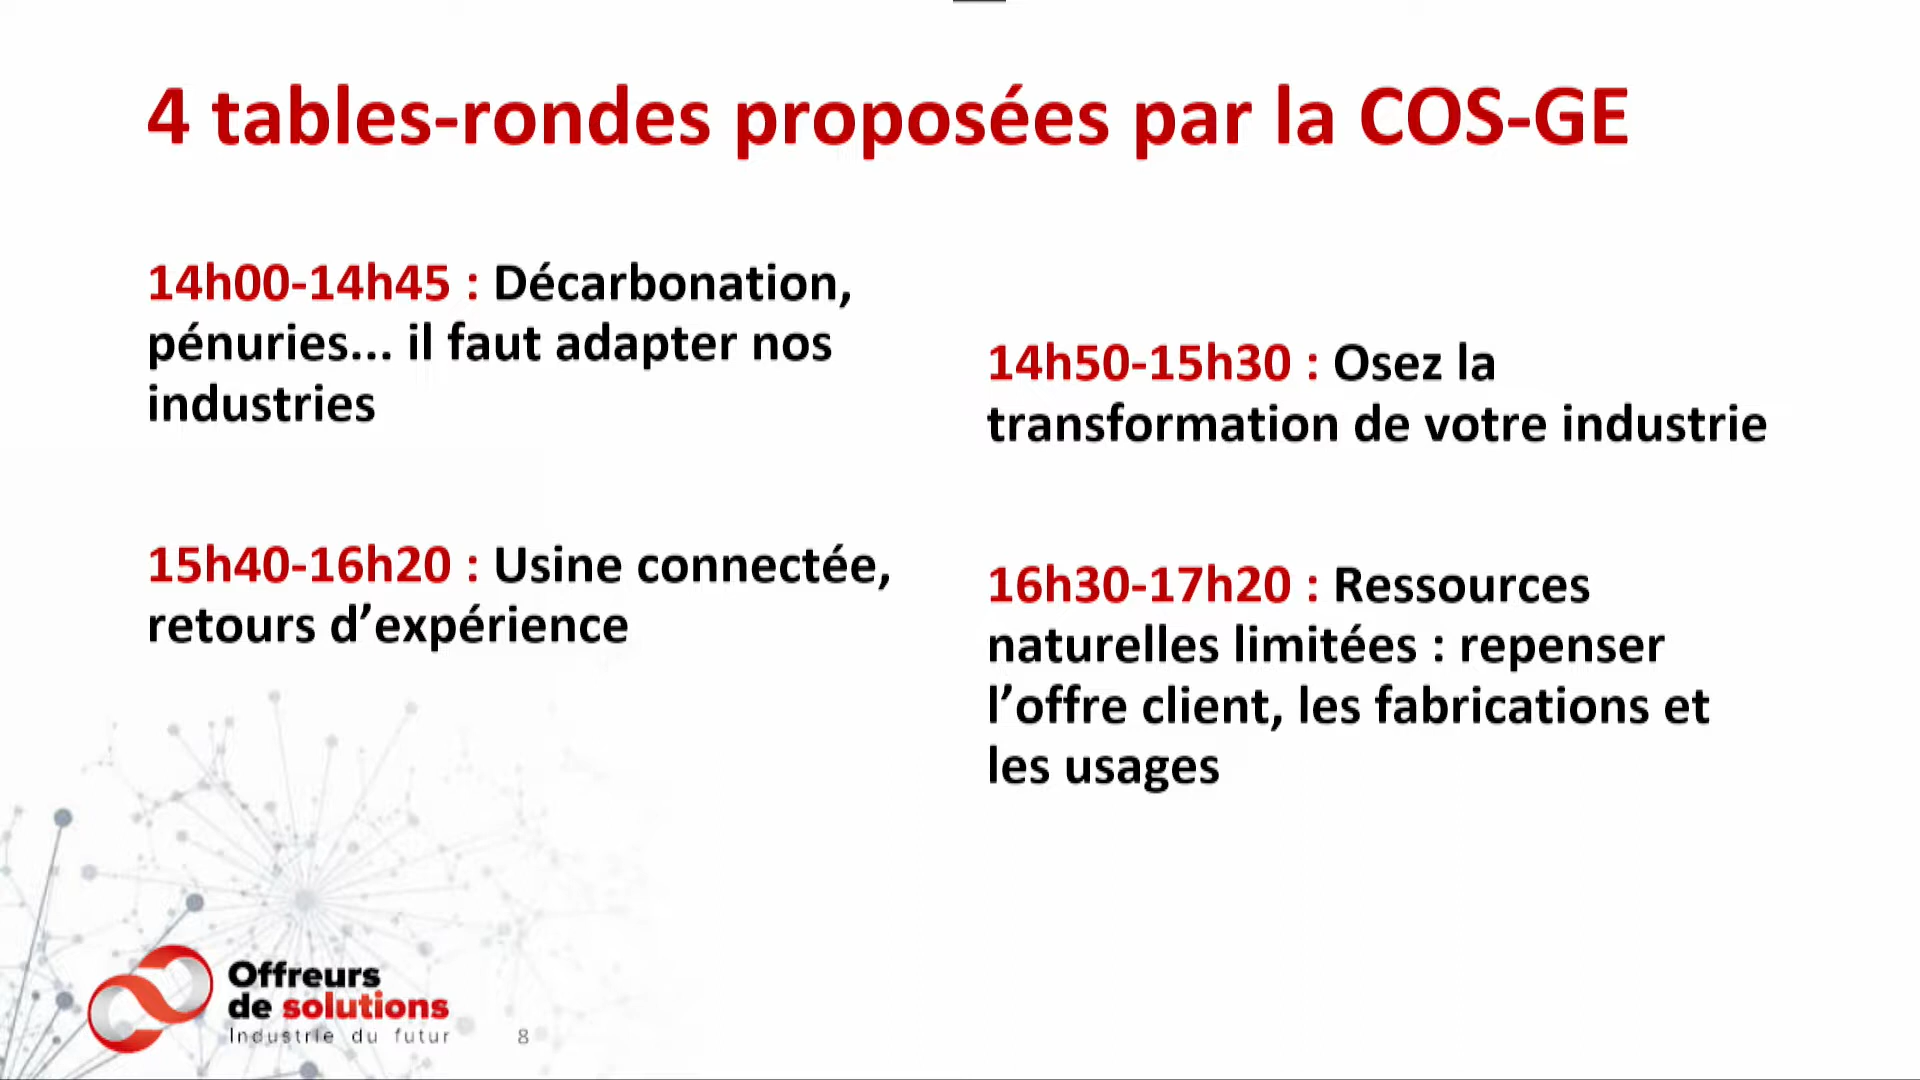 4 tables-rondes proposées par la COS-GE
14h00-14h45 : Décarbonation,
pénuries... il faut adapter nos
industries
14h50-15h30 : Osez la
transformation de votre industrie
15h40-16h20 : Usine connectée,
retours d’expérience
16h30-17h20 : Ressources
naturelles limitées : repenser
l’offre client, les fabrications et
les usages
Offreurs
de solutions
Industrie du futur
8